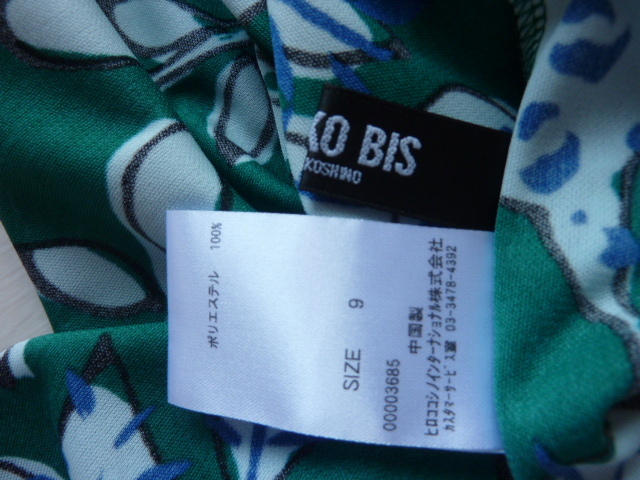 KO BIS
KOSHINO
ポリエステル 100%
SIZE 9
00003685
中国製
ヒロココシノインターナショナル株式会社
カスタマーサービス室 03-3478-4392